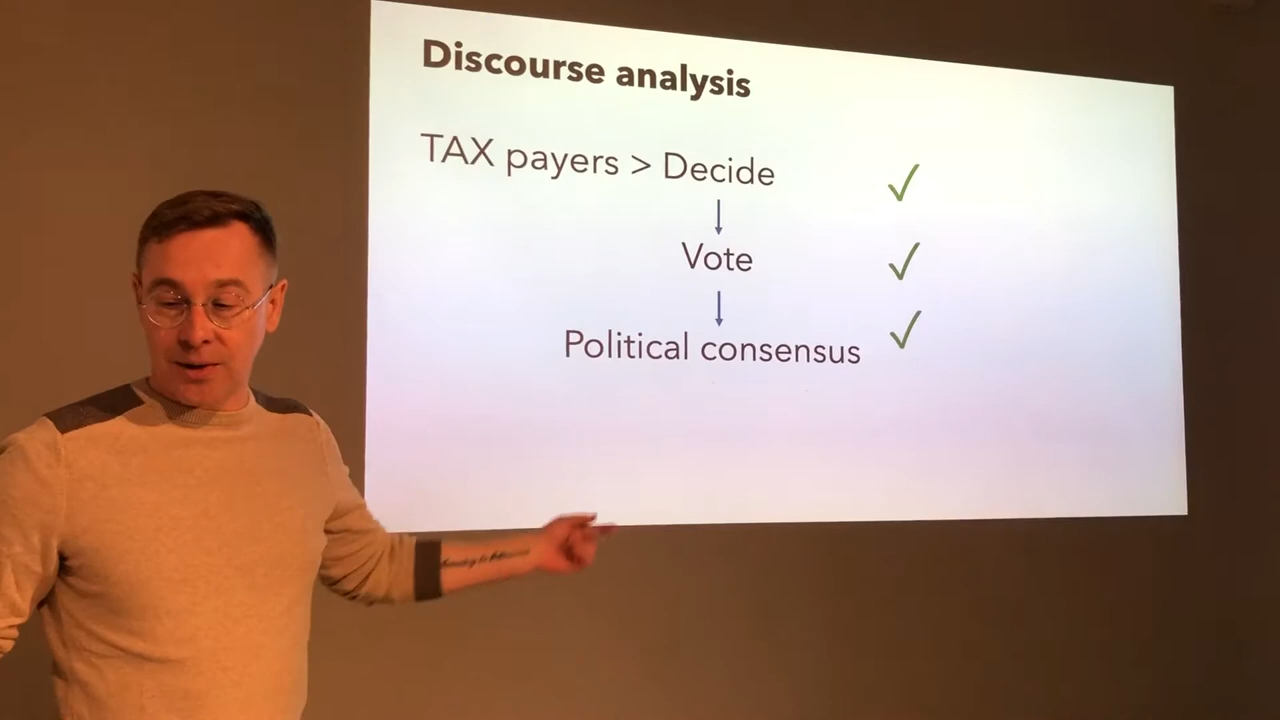 Discourse analysis
TAX payers > Decide
Vote
Political consensus